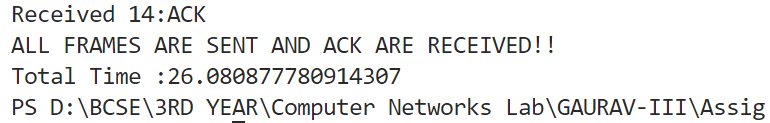 Received 14:ACK
ALL FRAMES ARE SENT AND ACK ARE RECEIVED!!
Total Time :26.080877780914307
PS D:\BCSE\3RD YEAR\Computer Networks Lab\GAURAV-III\Assig